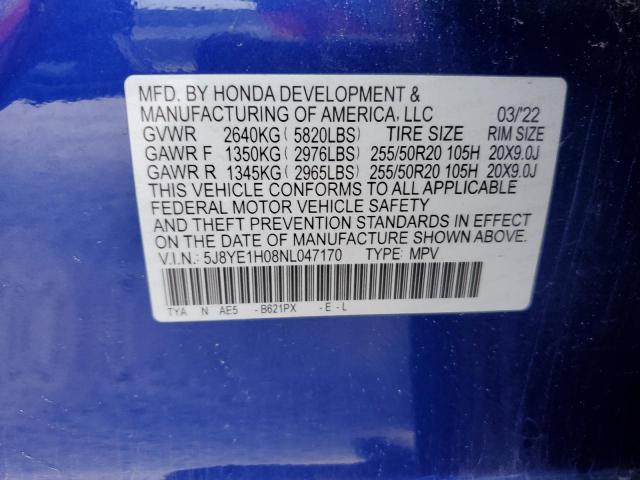 MFD. BY HONDA DEVELOPMENT &
MANUFACTURING OF AMERICA, LLC 03/'22
GVWR 2640KG ( 5820LBS) TIRE SIZE RIM SIZE
GAWR F 1350KG ( 2976LBS) 255/50R20 105H 20X9.0J
GAWR R 1345KG ( 2965LBS) 255/50R20 105H 20X9.0J
THIS VEHICLE CONFORMS TO ALL APPLICABLE
FEDERAL MOTOR VEHICLE SAFETY
AND THEFT PREVENTION STANDARDS IN EFFECT
ON THE DATE OF MANUFACTURE SHOWN ABOVE.
V.I.N.: 5J8YE1H08NL047170 TYPE: MPV
TYA N AE5 -B621PX -E-L